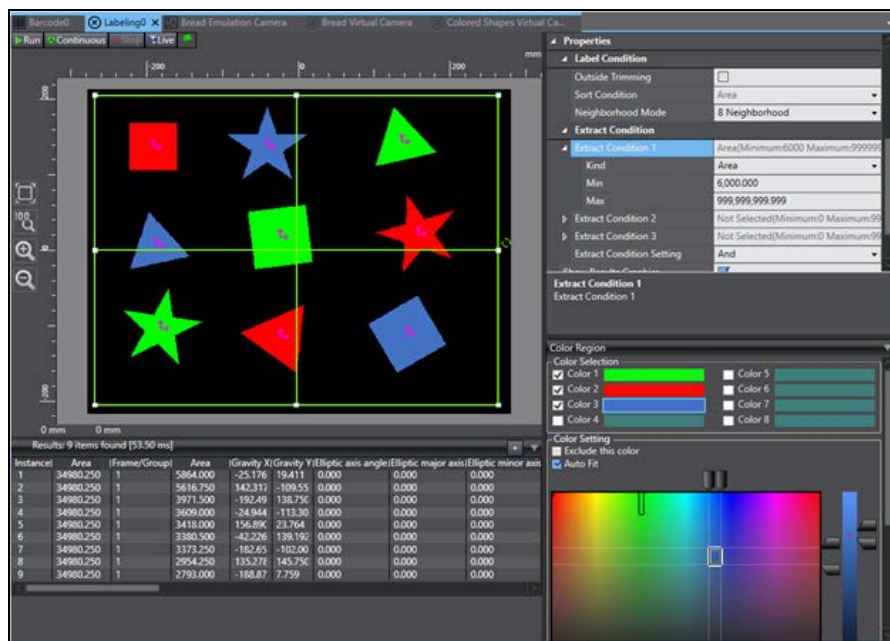 Barcode0 Labeling0 Bread Emulation Camera Bread Virtual Camera Colored Shapes Virtual Ca...
Run Continuous Stop Live
-200 0 200 mm
200
100
0
-200
0 mm 0 mm
Properties
Label Condition
Outside Trimming
Sort Condition Area
Neighborhood Mode 8 Neighborhood
Extract Condition
Extract Condition 1 Area(Minimum:6000 Maximum:999999
Kind Area
Min 6,000.000
Max 999,999,999.999
Extract Condition 2 Not Selected(Minimum:0 Maximum:99
Extract Condition 3 Not Selected(Minimum:0 Maximum:99
Extract Condition Setting And
Show Results Graphics
Extract Condition 1
Extract Condition 1
Color Region
Color Selection
Color 1 Color 5
Color 2 Color 6
Color 3 Color 7
Color 4 Color 8
Color Setting
Exclude this color
Auto Fit
Results: 9 items found [53.50 ms]
Instance Area Frame/Group Area Gravity X Gravity Y Elliptic axis angle Elliptic major axis Elliptic minor axis
1 34980.250 1 5864.000 -25.176 19.411 0.000 0.000 0.000
2 34980.250 1 5616.750 142.317 -109.55 0.000 0.000 0.000
3 34980.250 1 3971.500 -192.49 138.750 0.000 0.000 0.000
4 34980.250 1 3609.000 -24.944 -113.30 0.000 0.000 0.000
5 34980.250 1 3418.000 156.890 23.764 0.000 0.000 0.000
6 34980.250 1 3380.500 -42.226 139.192 0.000 0.000 0.000
7 34980.250 1 3373.250 -182.65 -102.00 0.000 0.000 0.000
8 34980.250 1 2954.250 135.278 145.750 0.000 0.000 0.000
9 34980.250 1 2793.000 -188.87 7.759 0.000 0.000 0.000